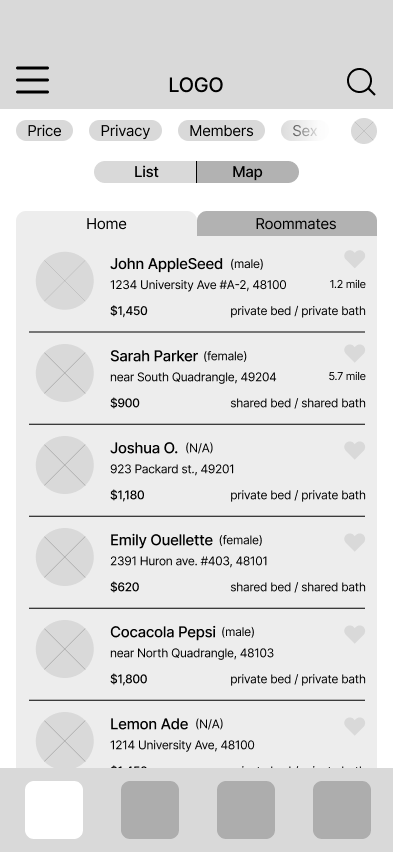 LOGO
Price Privacy Members Sex
List Map
Home Roommates
John AppleSeed (male)
1234 University Ave #A-2, 48100 1.2 mile
$1,450 private bed / private bath
Sarah Parker (female)
near South Quadrangle, 49204 5.7 mile
$900 shared bed / shared bath
Joshua O. (N/A)
923 Packard st., 49201
$1,180 private bed / private bath
Emily Ouellette (female)
2391 Huron ave. #403, 48101
$620 shared bed / shared bath
Cocacola Pepsi (male)
near North Quadrangle, 48103
$1,800 private bed / private bath
Lemon Ade (N/A)
1214 University Ave, 48100